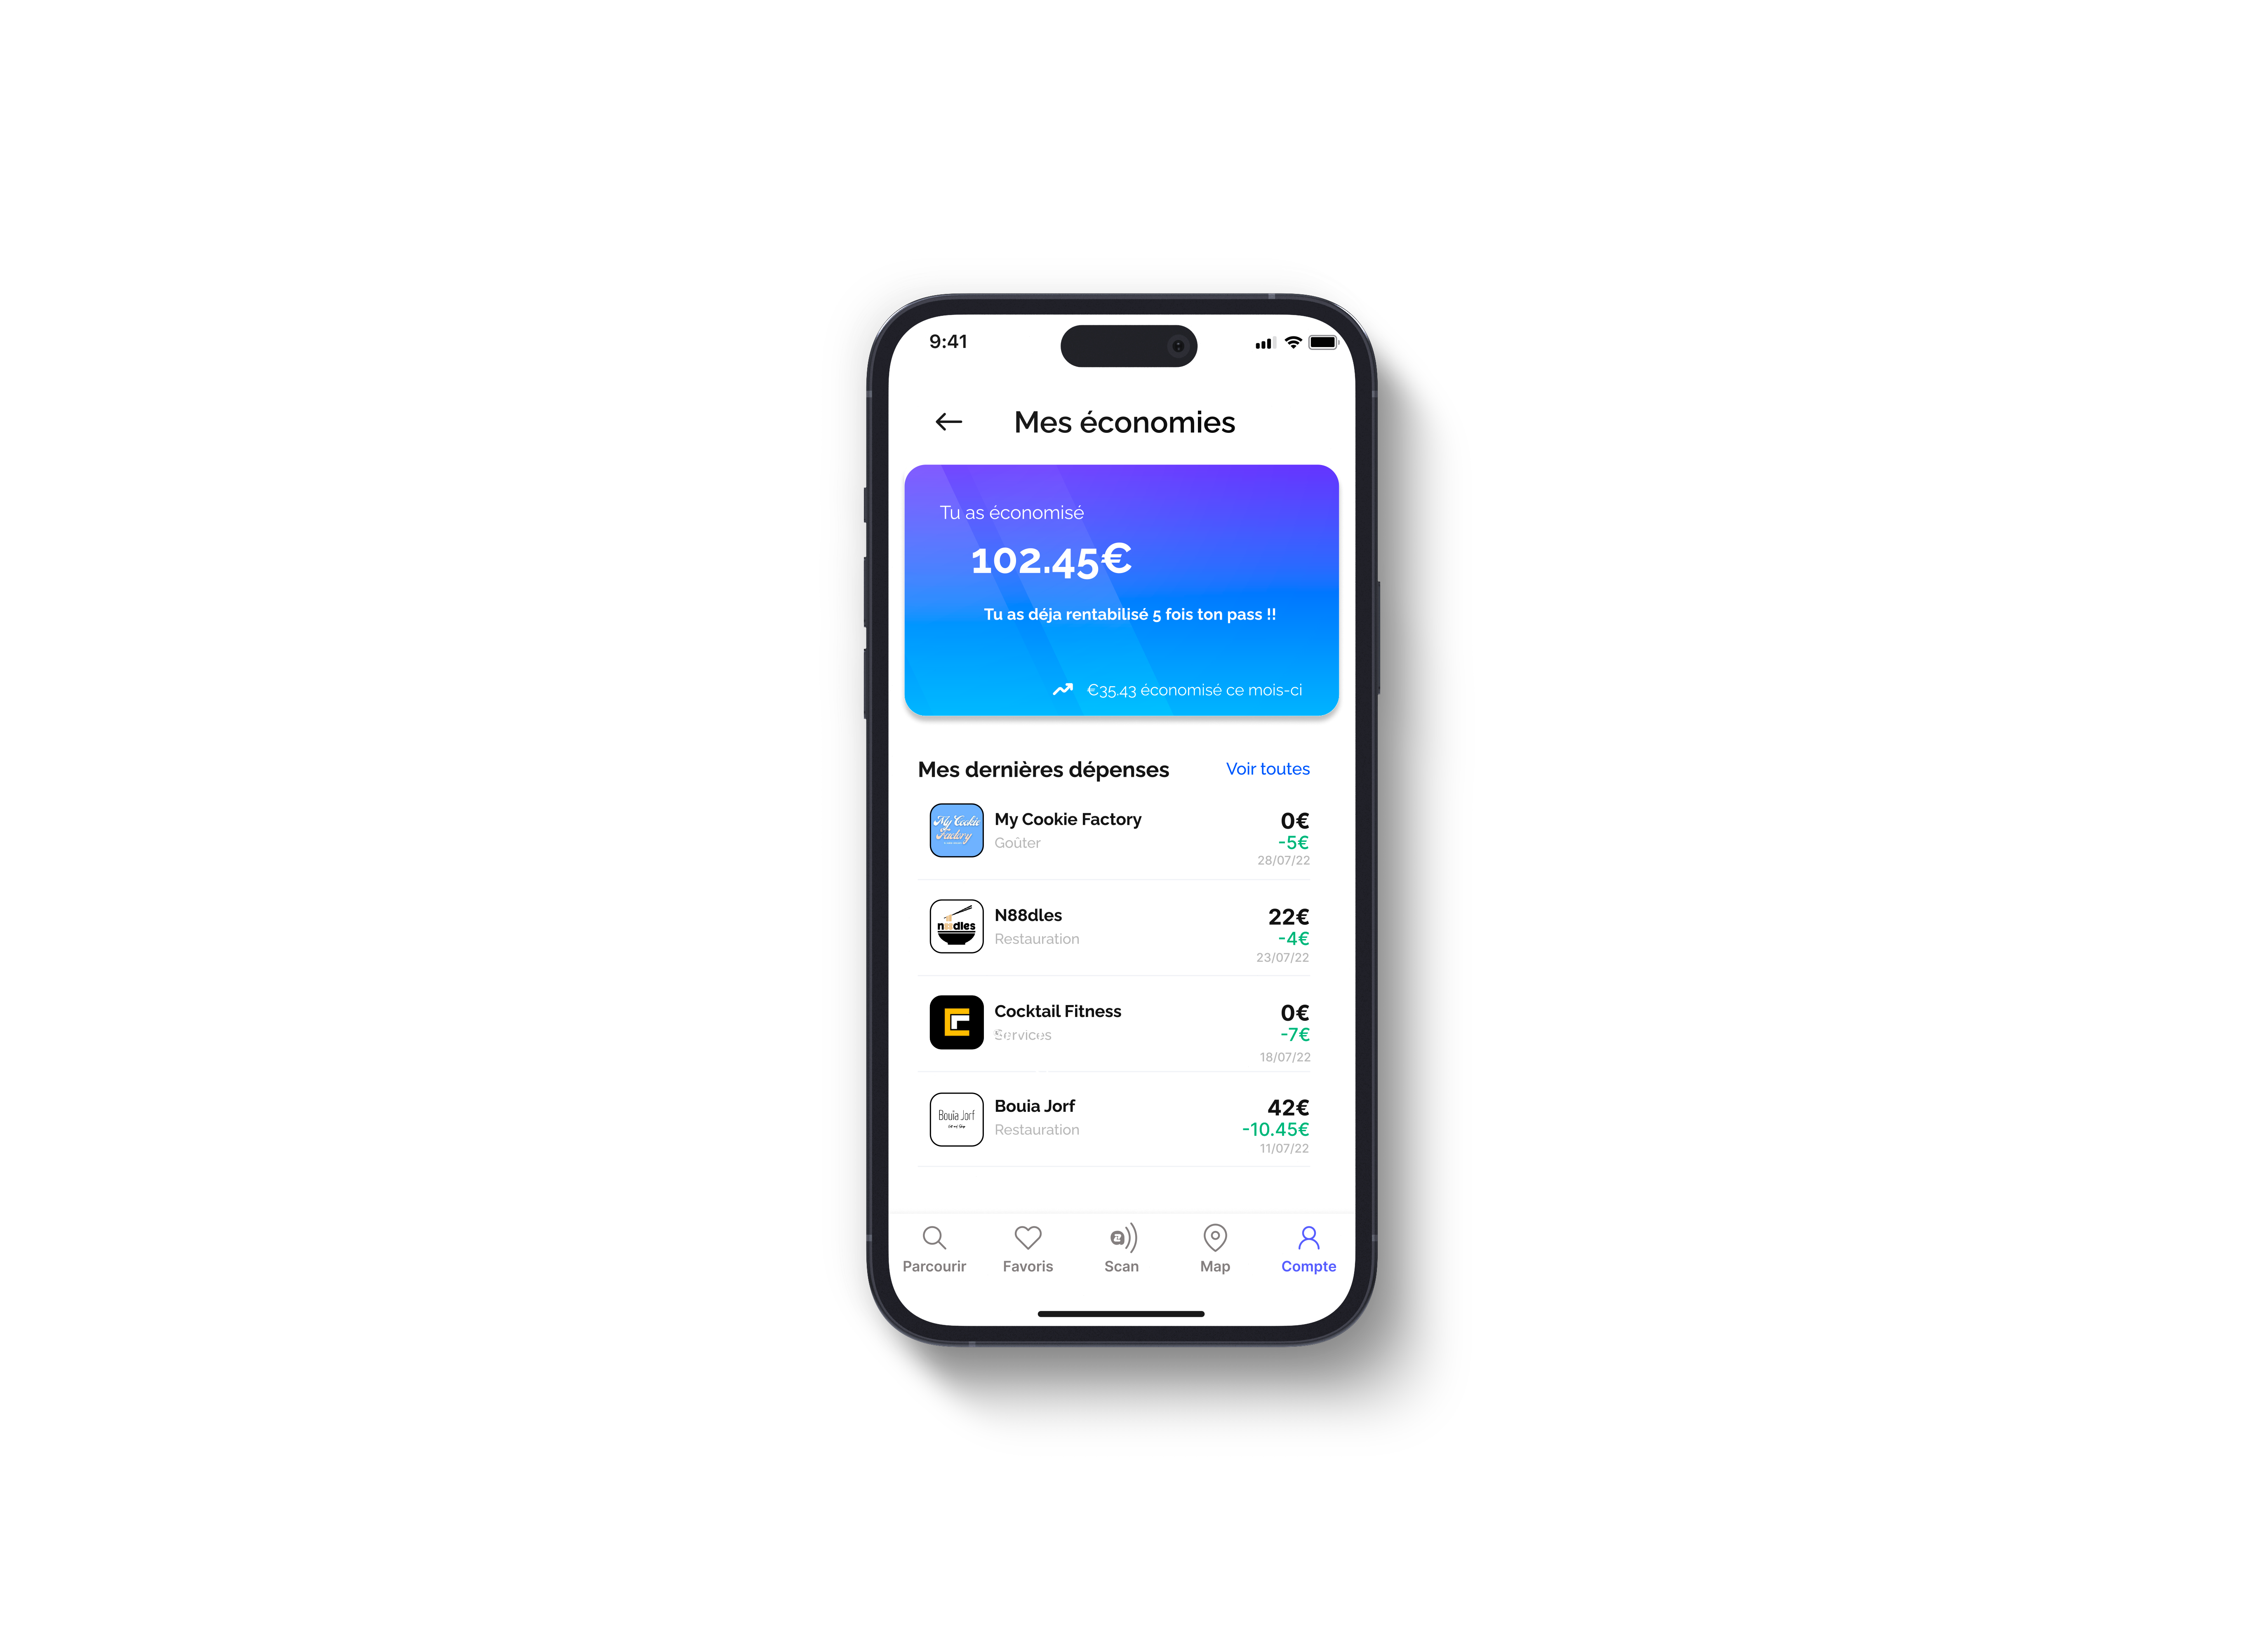 9:41
Mes économies
Tu as économisé
102.45€
Tu as déja rentabilisé 5 fois ton pass !!
€35.43 économisé ce mois-ci
Mes dernières dépenses Voir toutes
My Cookie Factory
My Cookie Factory 0€
Goûter -5€
28/07/22
noodles
N88dles 22€
Restauration -4€
23/07/22
Cocktail Fitness 0€
Services -7€
18/07/22
Bouia Jorf
Bouia Jorf 42€
Restauration -10.45€
11/07/22
Parcourir Favoris Scan Map Compte